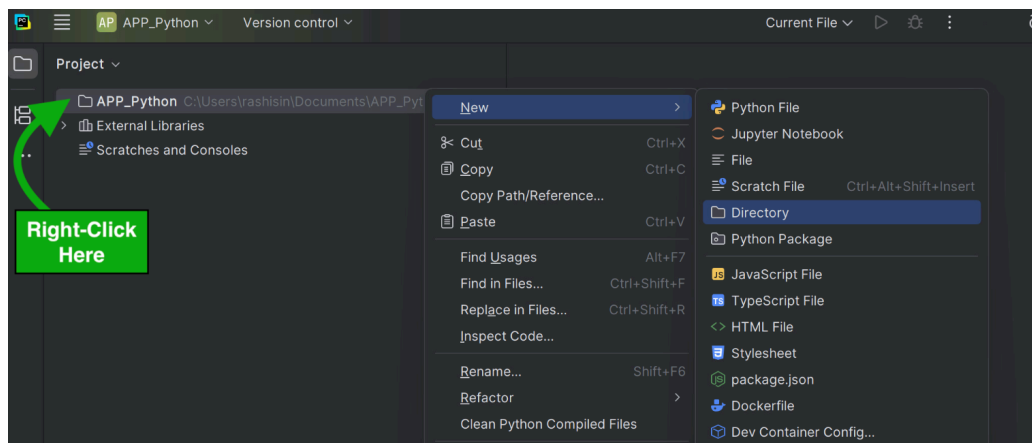 PC
AP APP_Python Version control Current File
Project
APP_Python C:\Users\rashisin\Documents\APP_Pyt
External Libraries
Scratches and Consoles
Right-Click
Here
New
Cut Ctrl+X
Copy Ctrl+C
Copy Path/Reference...
Paste Ctrl+V
Find Usages Alt+F7
Find in Files... Ctrl+Shift+F
Replace in Files... Ctrl+Shift+R
Inspect Code...
Rename... Shift+F6
Refactor
Clean Python Compiled Files
Python File
Jupyter Notebook
File
Scratch File Ctrl+Alt+Shift+Insert
Directory
Python Package
JS JavaScript File
TS TypeScript File
<> HTML File
Stylesheet
package.json
Dockerfile
Dev Container Config...